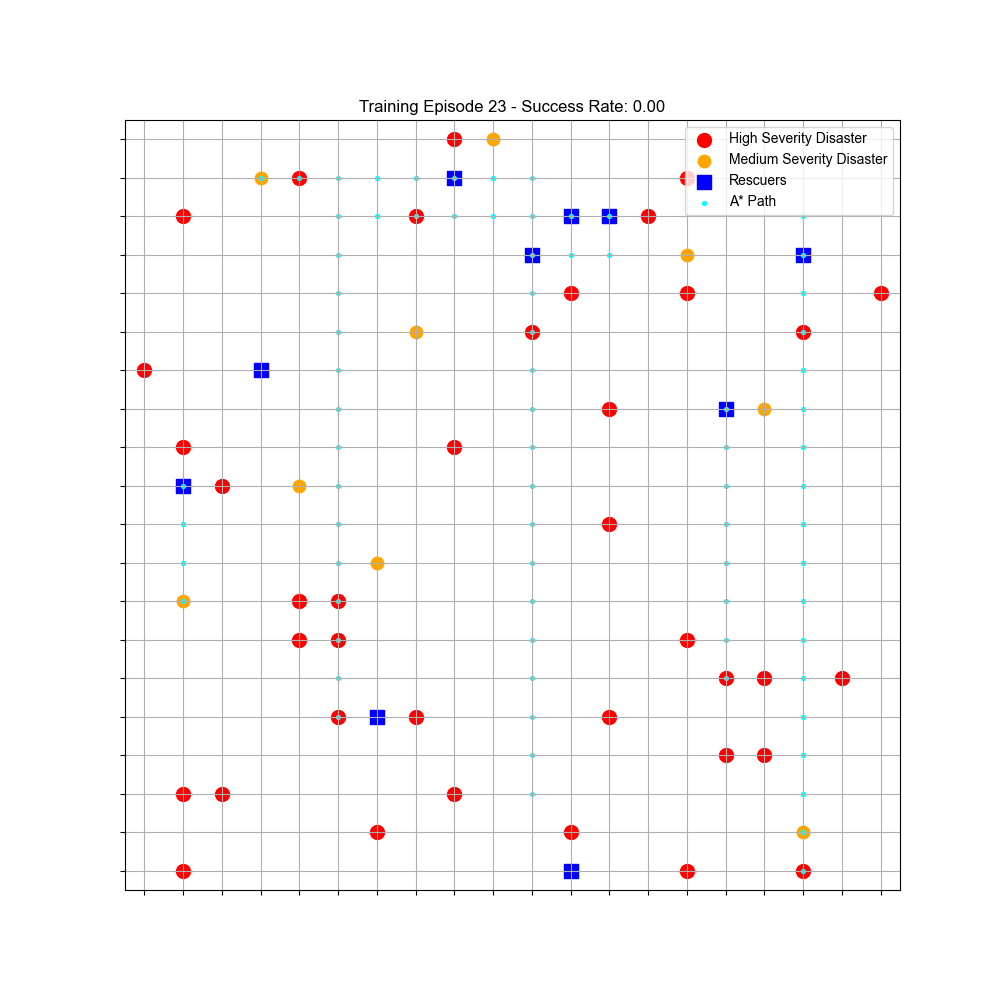 Training Episode 23 - Success Rate: 0.00
High Severity Disaster
Medium Severity Disaster
Rescuers
A* Path